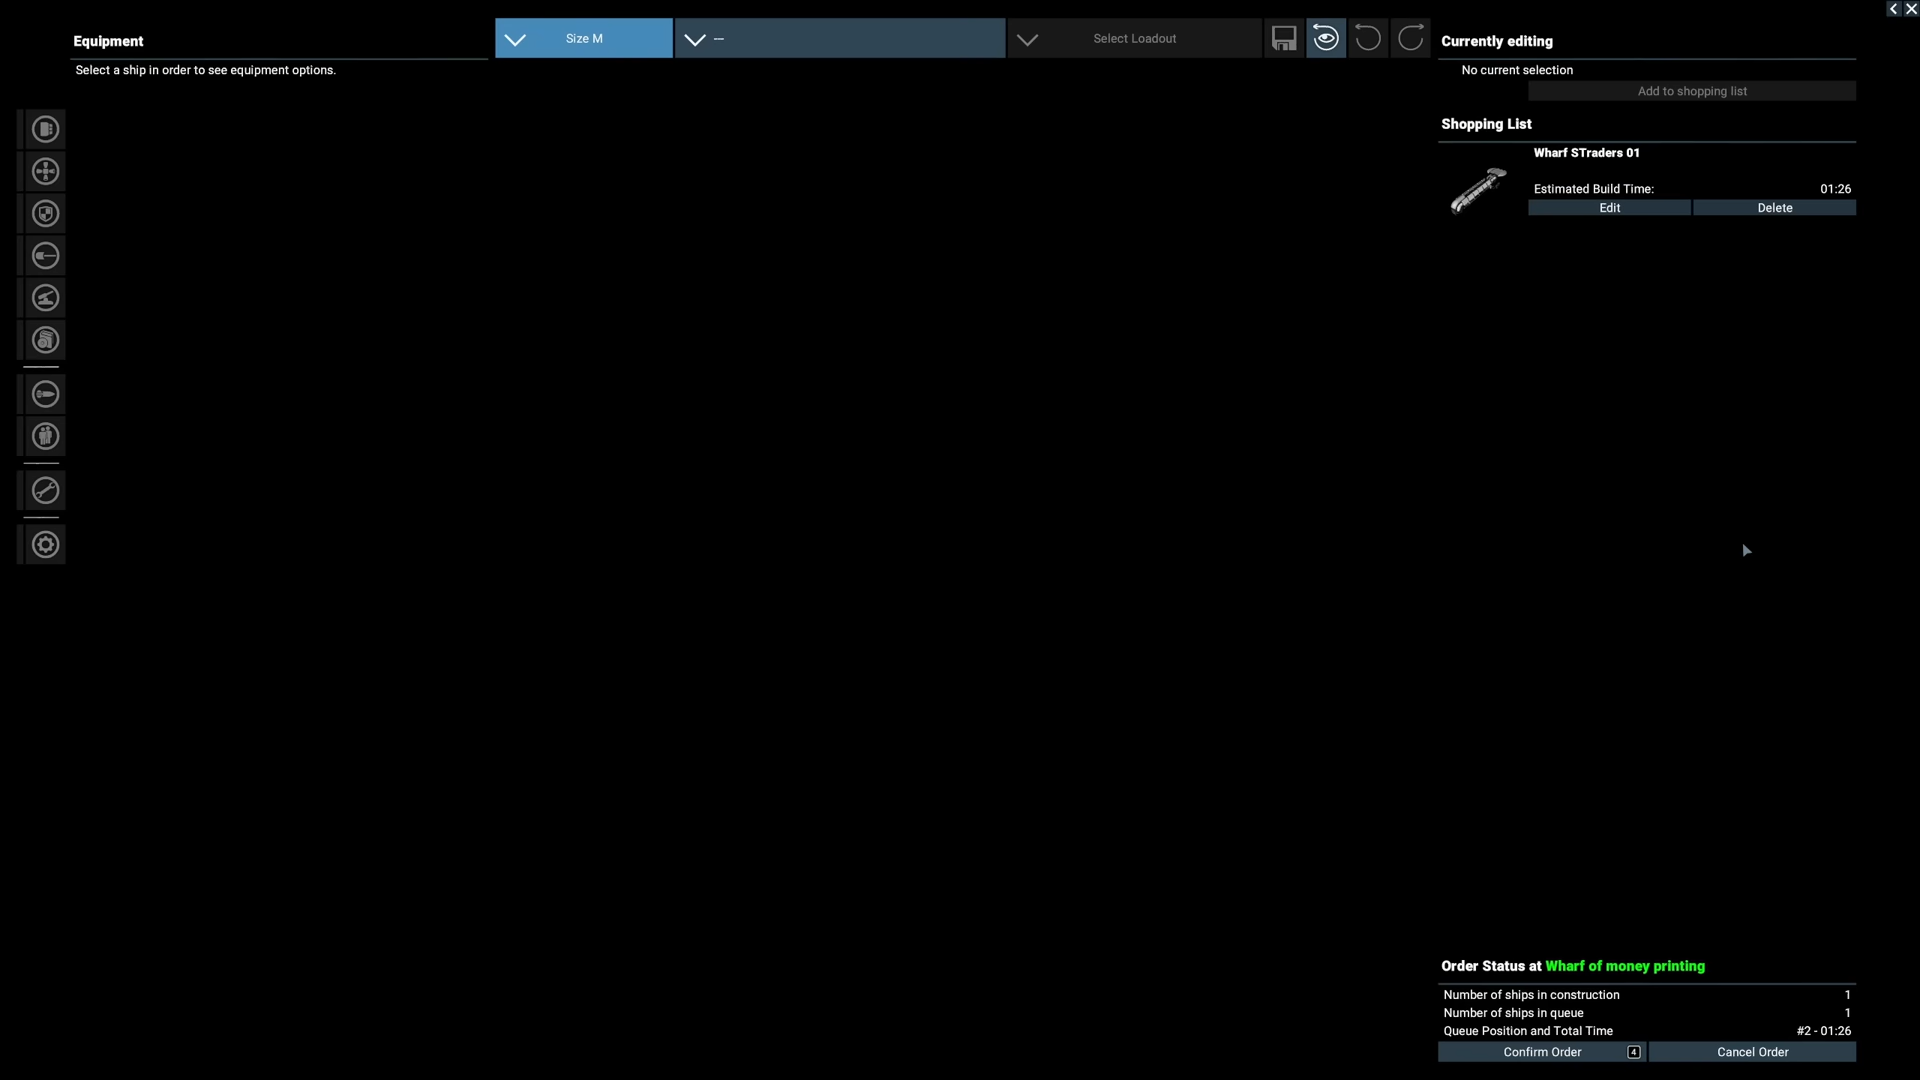 Equipment
Select a ship in order to see equipment options.
Size M
---
Select Loadout
Currently editing
No current selection
Add to shopping list
Shopping List
Wharf STraders 01
Estimated Build Time: 01:26
Edit Delete
Order Status at Wharf of money printing
Number of ships in construction 1
Number of ships in queue 1
Queue Position and Total Time #2 - 01:26
Confirm Order 4 Cancel Order